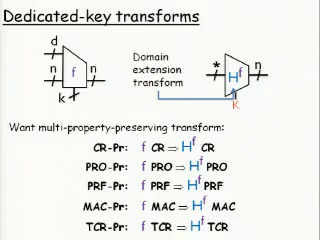 Dedicated-key transforms
d
n
f
n
k
Domain
extension
transform
*
H^f
n
K
Want multi-property-preserving transform:
CR-Pr: f CR ⇒ H^f CR
PRO-Pr: f PRO ⇒ H^f PRO
PRF-Pr: f PRF ⇒ H^f PRF
MAC-Pr: f MAC ⇒ H^f MAC
TCR-Pr: f TCR ⇒ H^f TCR